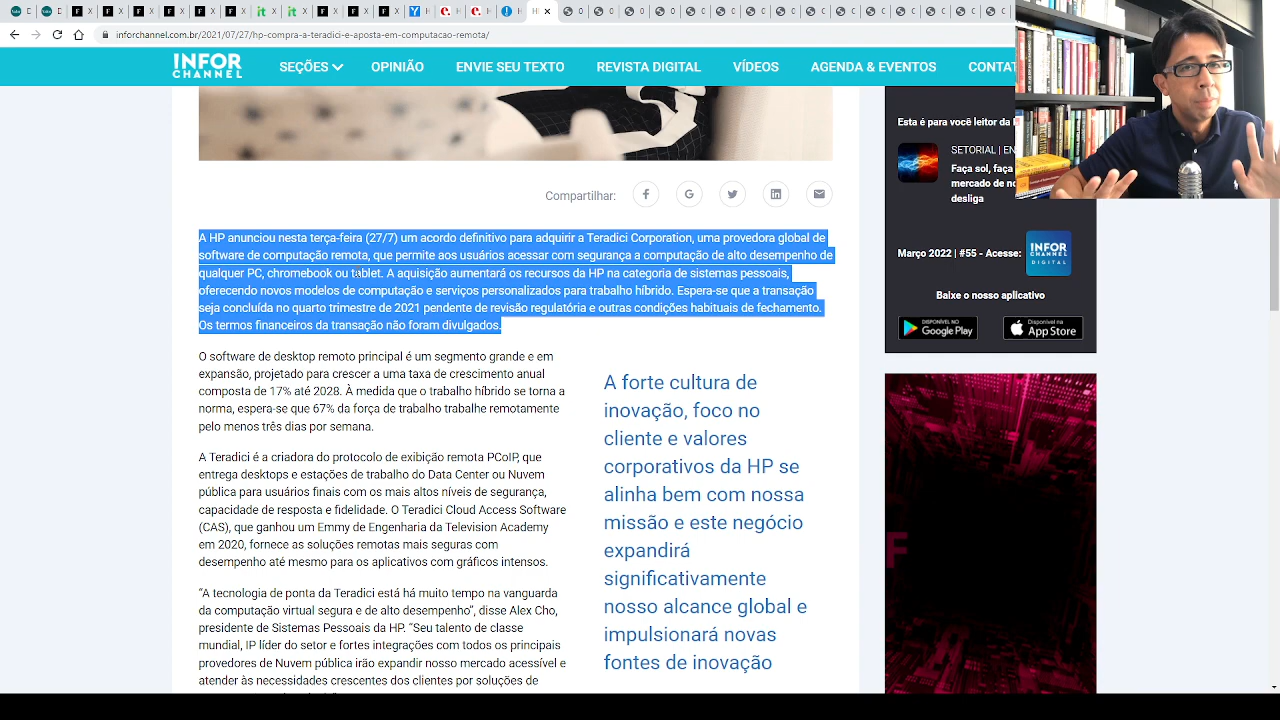 inforchannel.com.br/2021/07/27/hp-compra-a-teradici-e-aposta-em-computacao-remota/
INFOR CHANNEL
SEÇÕES
OPINIÃO
ENVIE SEU TEXTO
REVISTA DIGITAL
VÍDEOS
AGENDA & EVENTOS
Compartilhar:
A HP anunciou nesta terça-feira (27/7) um acordo definitivo para adquirir a Teradici Corporation, uma provedora global de
software de computação remota, que permite aos usuários acessar com segurança a computação de alto desempenho de
qualquer PC, chromebook ou tablet. A aquisição aumentará os recursos da HP na categoria de sistemas pessoais,
oferecendo novos modelos de computação e serviços personalizados para trabalho híbrido. Espera-se que a transação
seja concluída no quarto trimestre de 2021 pendente de revisão regulatória e outras condições habituais de fechamento.
Os termos financeiros da transação não foram divulgados.
O software de desktop remoto principal é um segmento grande e em
expansão, projetado para crescer a uma taxa de crescimento anual
composta de 17% até 2028. À medida que o trabalho híbrido se torna a
norma, espera-se que 67% da força de trabalho trabalhe remotamente
pelo menos três dias por semana.
A Teradici é a criadora do protocolo de exibição remota PCoIP, que
entrega desktops e estações de trabalho do Data Center ou Nuvem
pública para usuários finais com os mais altos níveis de segurança,
capacidade de resposta e fidelidade. O Teradici Cloud Access Software
(CAS), que ganhou um Emmy de Engenharia da Television Academy
em 2020, fornece as soluções remotas mais seguras com
desempenho até mesmo para os aplicativos com gráficos intensos.
“A tecnologia de ponta da Teradici está há muito tempo na vanguarda
da computação virtual segura e de alto desempenho”, disse Alex Cho,
presidente de Sistemas Pessoais da HP. “Seu talento de classe
mundial, IP líder do setor e fortes integrações com todos os principais
provedores de Nuvem pública irão expandir nosso mercado acessível e
atender às necessidades crescentes dos clientes por soluções de
A forte cultura de
inovação, foco no
cliente e valores
corporativos da HP se
alinha bem com nossa
missão e este negócio
expandirá
significativamente
nosso alcance global e
impulsionará novas
fontes de inovação
Esta é para você leitor da
SETORIAL | EN
Faça sol, faça
mercado de no
desliga
Março 2022 | #55 - Acesse:
INFOR
CHANNEL
DIGITAL
Baixe o nosso aplicativo
DISPONÍVEL NO
Google Play
Disponível na
App Store
F